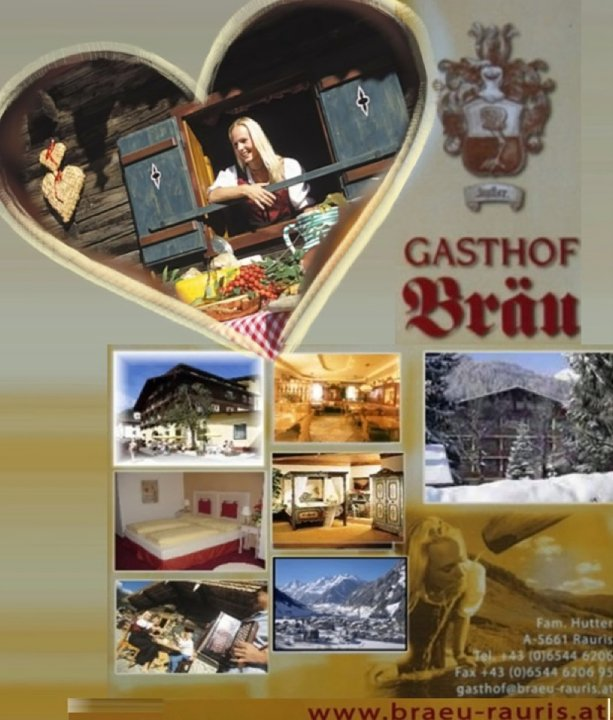 GASTHOF
Bräu
Fam. Hutter
A-5661 Rauris
Tel. +43 (0)6544 6206
Fax +43 (0)6544 6206 95
gasthof@braeu-rauris.at
www.braeu-rauris.at